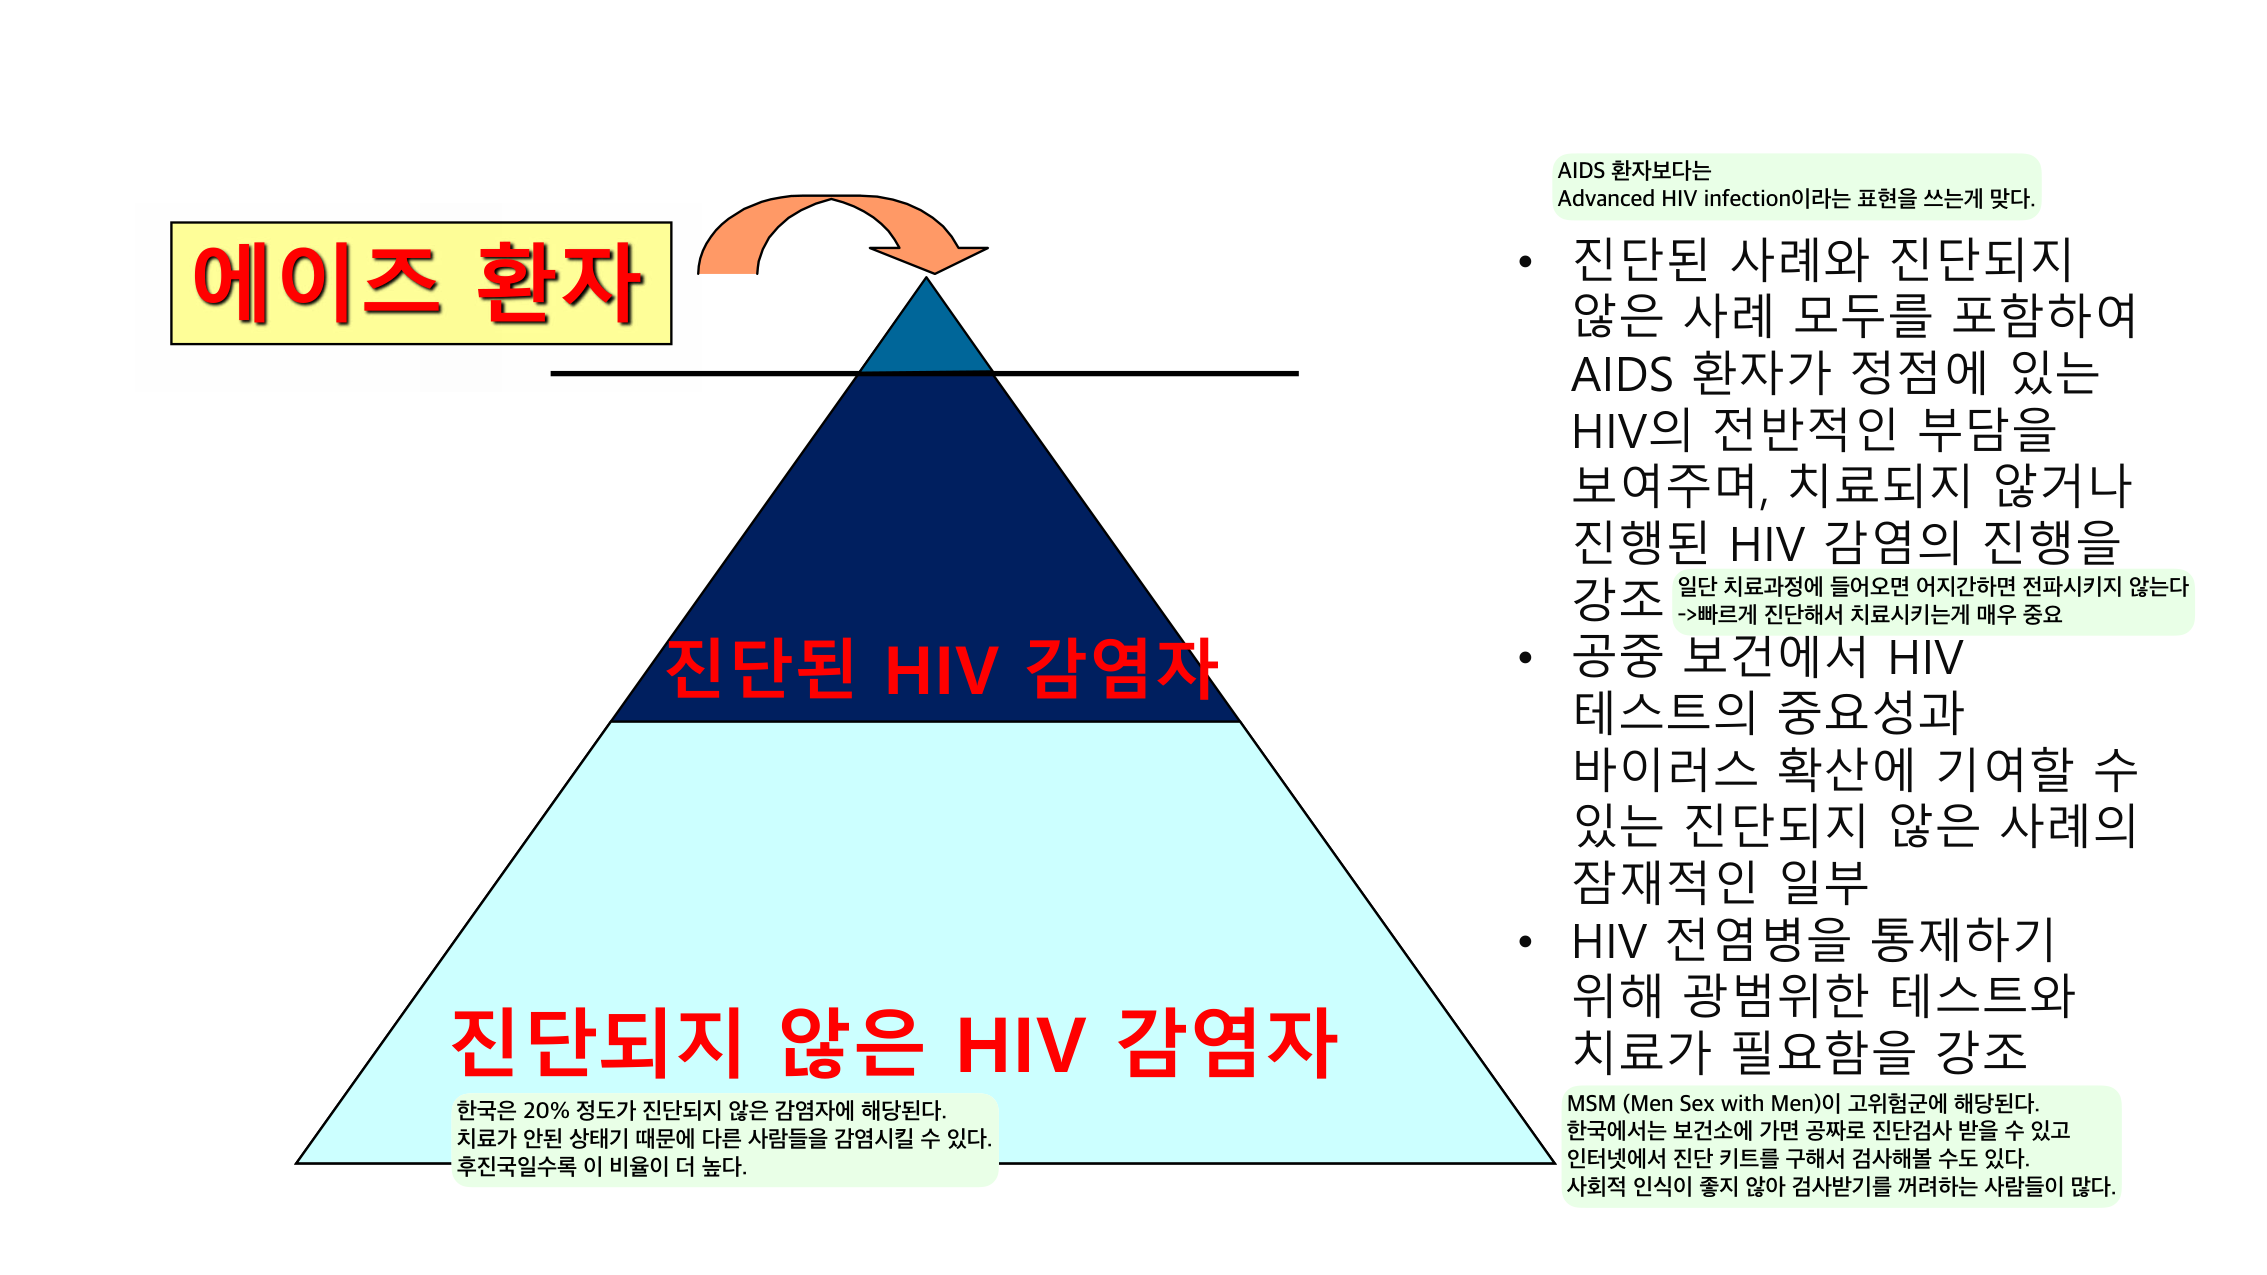 에이즈 환자
진단된 HIV 감염자
진단되지 않은 HIV 감염자
한국은 20% 정도가 진단되지 않은 감염자에 해당된다.
치료가 안된 상태기 때문에 다른 사람들을 감염시킬 수 있다.
후진국일수록 이 비율이 더 높다.
AIDS 환자보다는
Advanced HIV infection이라는 표현을 쓰는게 맞다.
• 진단된 사례와 진단되지
않은 사례 모두를 포함하여
AIDS 환자가 정점에 있는
HIV의 전반적인 부담을
보여주며, 치료되지 않거나
진행된 HIV 감염의 진행을
강조
일단 치료과정에 들어오면 어지간하면 전파시키지 않는다
->빠르게 진단해서 치료시키는게 매우 중요
• 공중 보건에서 HIV
테스트의 중요성과
바이러스 확산에 기여할 수
있는 진단되지 않은 사례의
잠재적인 일부
• HIV 전염병을 통제하기
위해 광범위한 테스트와
치료가 필요함을 강조
MSM (Men Sex with Men)이 고위험군에 해당된다.
한국에서는 보건소에 가면 공짜로 진단검사 받을 수 있고
인터넷에서 진단 키트를 구해서 검사해볼 수도 있다.
사회적 인식이 좋지 않아 검사받기를 꺼려하는 사람들이 많다.